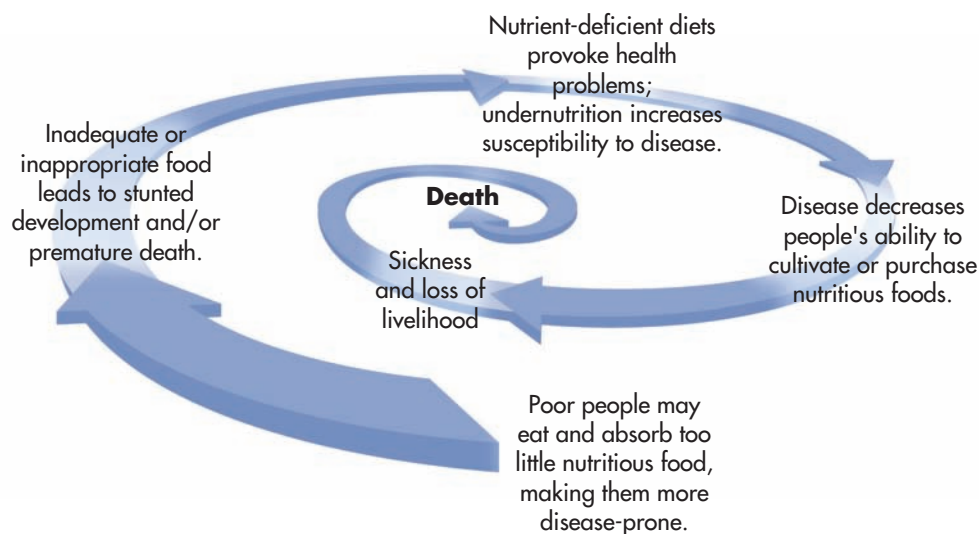 Poor people may
eat and absorb too
little nutritious food,
making them more
disease-prone.
Inadequate or
inappropriate food
leads to stunted
development and/or
premature death.
Nutrient-deficient diets
provoke health
problems;
undernutrition increases
susceptibility to disease.
Disease decreases
people's ability to
cultivate or purchase
nutritious foods.
Sickness
and loss of
livelihood
Death